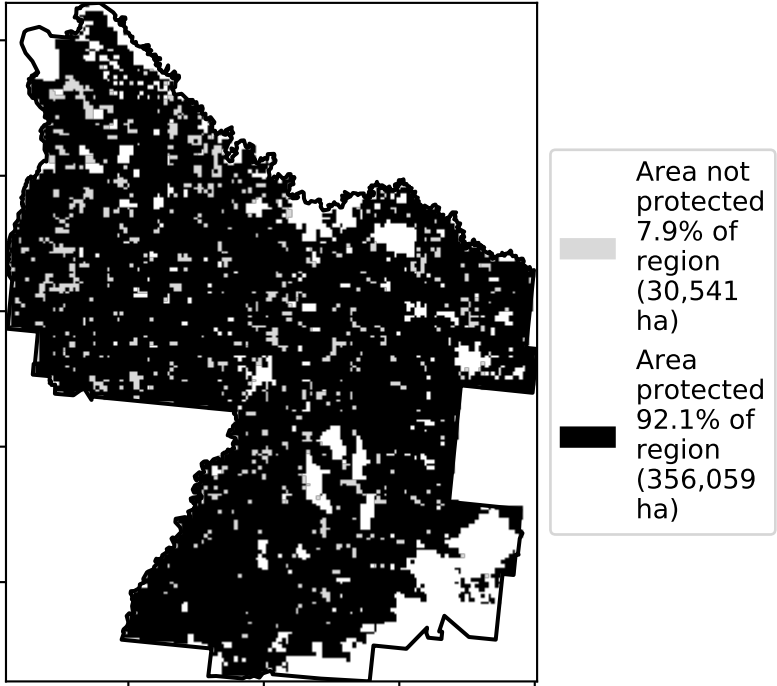 Area not
protected
7.9% of
region
(30,541
ha)
Area
protected
92.1% of
region
(356,059
ha)